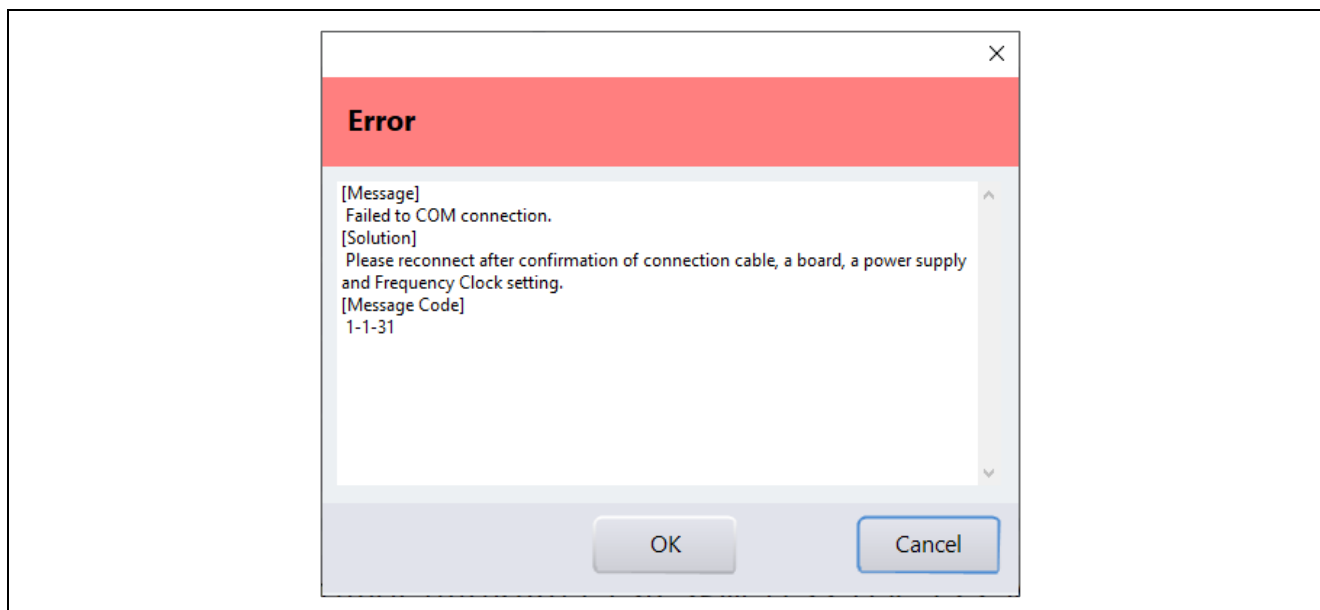 Error
[Message]
Failed to COM connection.
[Solution]
Please reconnect after confirmation of connection cable, a board, a power supply
and Frequency Clock setting.
[Message Code]
1-1-31
OK
Cancel